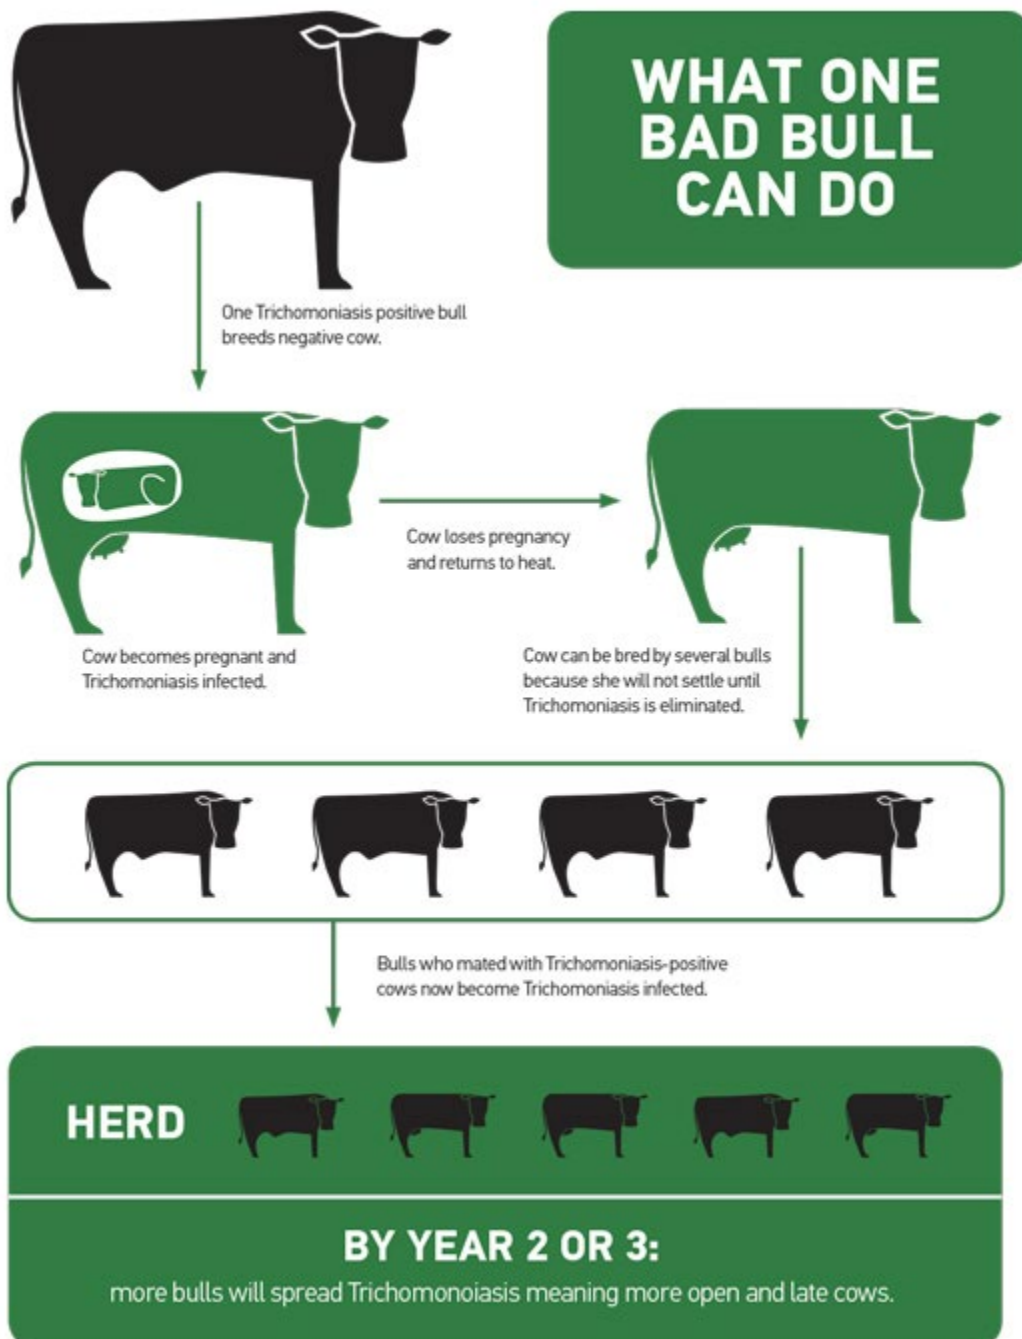 WHAT ONE
BAD BULL
CAN DO
One Trichomoniasis positive bull
breeds negative cow.
Cow loses pregnancy
and returns to heat.
Cow becomes pregnant and
Trichomoniasis infected.
Cow can be bred by several bulls
because she will not settle until
Trichomoniasis is eliminated.
Bulls who mated with Trichomoniasis-positive
cows now become Trichomoniasis infected.
HERD
BY YEAR 2 OR 3:
more bulls will spread Trichomonoiasis meaning more open and late cows.